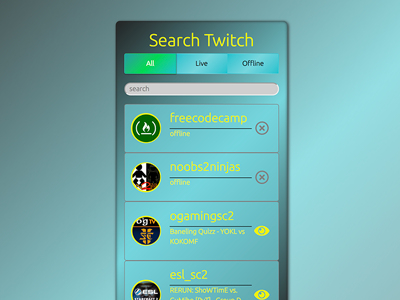 Search Twitch
All Live Offline
search
freecodecamp
offline
noobs2ninjas
offline
ogamingsc2
Baneling Quizz - YOKL vs
KOKOMF
esl_sc2
RERUN: ShoWTimE vs.